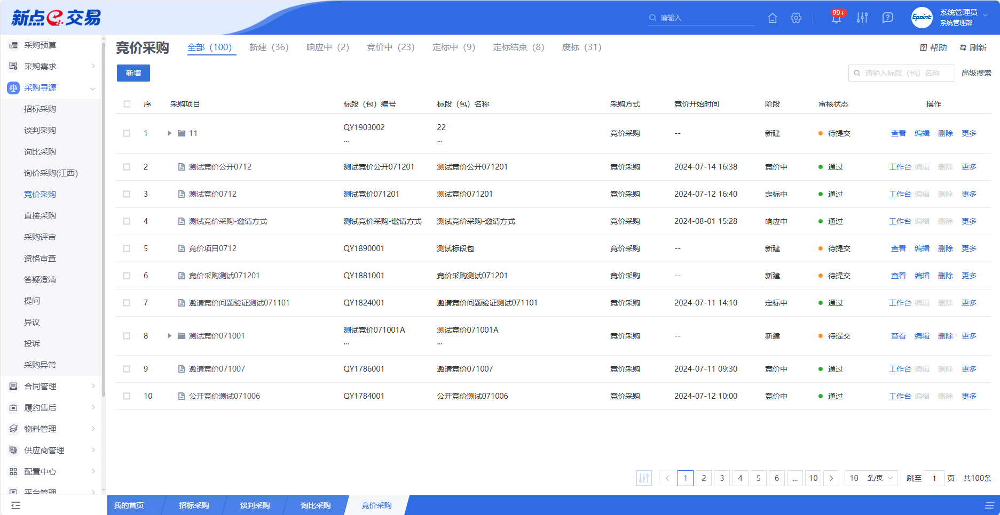 新点e交易
请输入
99+
Epoint
系统管理员
系统管理部
采购预算
采购需求
采购寻源
招标采购
谈判采购
询比采购
询价采购(江西)
竞价采购
直接采购
采购评审
资格审查
答疑澄清
提问
异议
投诉
采购异常
合同管理
履约售后
物料管理
供应商管理
配置中心
平台管理
竞价采购 全部（100） 新建（36） 响应中（2） 竞价中（23） 定标中（9） 定标结束（8） 废标（31） 帮助 刷新
新增 请输入标段（包）名称 高级搜索
序 采购项目 标段（包）编号 标段（包）名称 采购方式 竞价开始时间 阶段 审核状态 操作
1 11 QY1903002 ... 22 ... 竞价采购 -- 新建 待提交 查看 编辑 删除 更多
2 测试竞价公开0712 测试竞价公开071201 测试竞价公开071201 竞价采购 2024-07-14 16:38 竞价中 通过 工作台 编辑 删除 更多
3 测试竞价0712 测试竞价071201 测试竞价071201 竞价采购 2024-07-12 16:40 定标中 通过 工作台 编辑 删除 更多
4 测试竞价采购-邀请方式 测试竞价采购-邀请方式 测试竞价采购-邀请方式 竞价采购 2024-08-01 15:28 响应中 通过 工作台 编辑 删除 更多
5 竞价项目0712 QY1890001 测试标段包 竞价采购 -- 新建 待提交 查看 编辑 删除 更多
6 竞价采购测试071201 QY1881001 竞价采购测试071201 竞价采购 -- 新建 待提交 查看 编辑 删除 更多
7 邀请竞价问题验证测试071101 QY1824001 邀请竞价问题验证测试071101 竞价采购 2024-07-11 14:10 定标中 通过 工作台 编辑 删除 更多
8 测试竞价071001 测试竞价071001A ... 测试竞价071001A ... 竞价采购 -- 新建 待提交 查看 编辑 删除 更多
9 邀请竞价071007 QY1786001 邀请竞价071007 竞价采购 2024-07-11 09:30 竞价中 通过 工作台 编辑 删除 更多
10 公开竞价测试071006 QY1784001 公开竞价测试071006 竞价采购 2024-07-12 10:00 竞价中 通过 工作台 编辑 删除 更多
1 2 3 4 5 6 ... 10 10 条/页 跳至 1 页 共100条
我的首页 招标采购 谈判采购 询比采购 竞价采购